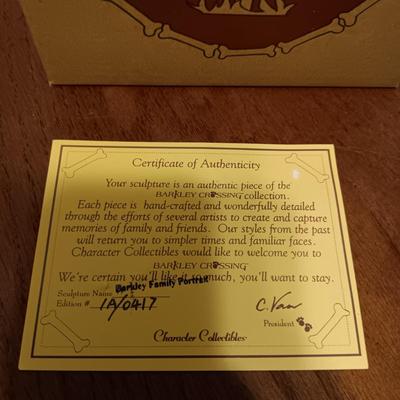 Certificate of Authenticity
Your sculpture is an authentic piece of the
BARKLEY CROSSING collection.
Each piece is hand-crafted and wonderfully detailed
through the efforts of several artists to create and capture
memories of family and friends. Our styles from the past
will return you to simpler times and familiar faces.
Character Collectibles would like to welcome you to
BARKLEY CROSSING
We're certain you'll like it so much, you'll want to stay.
Sculpture Name Barkley Family Portrait
Edition # 1A/0417
President
Character Collectibles